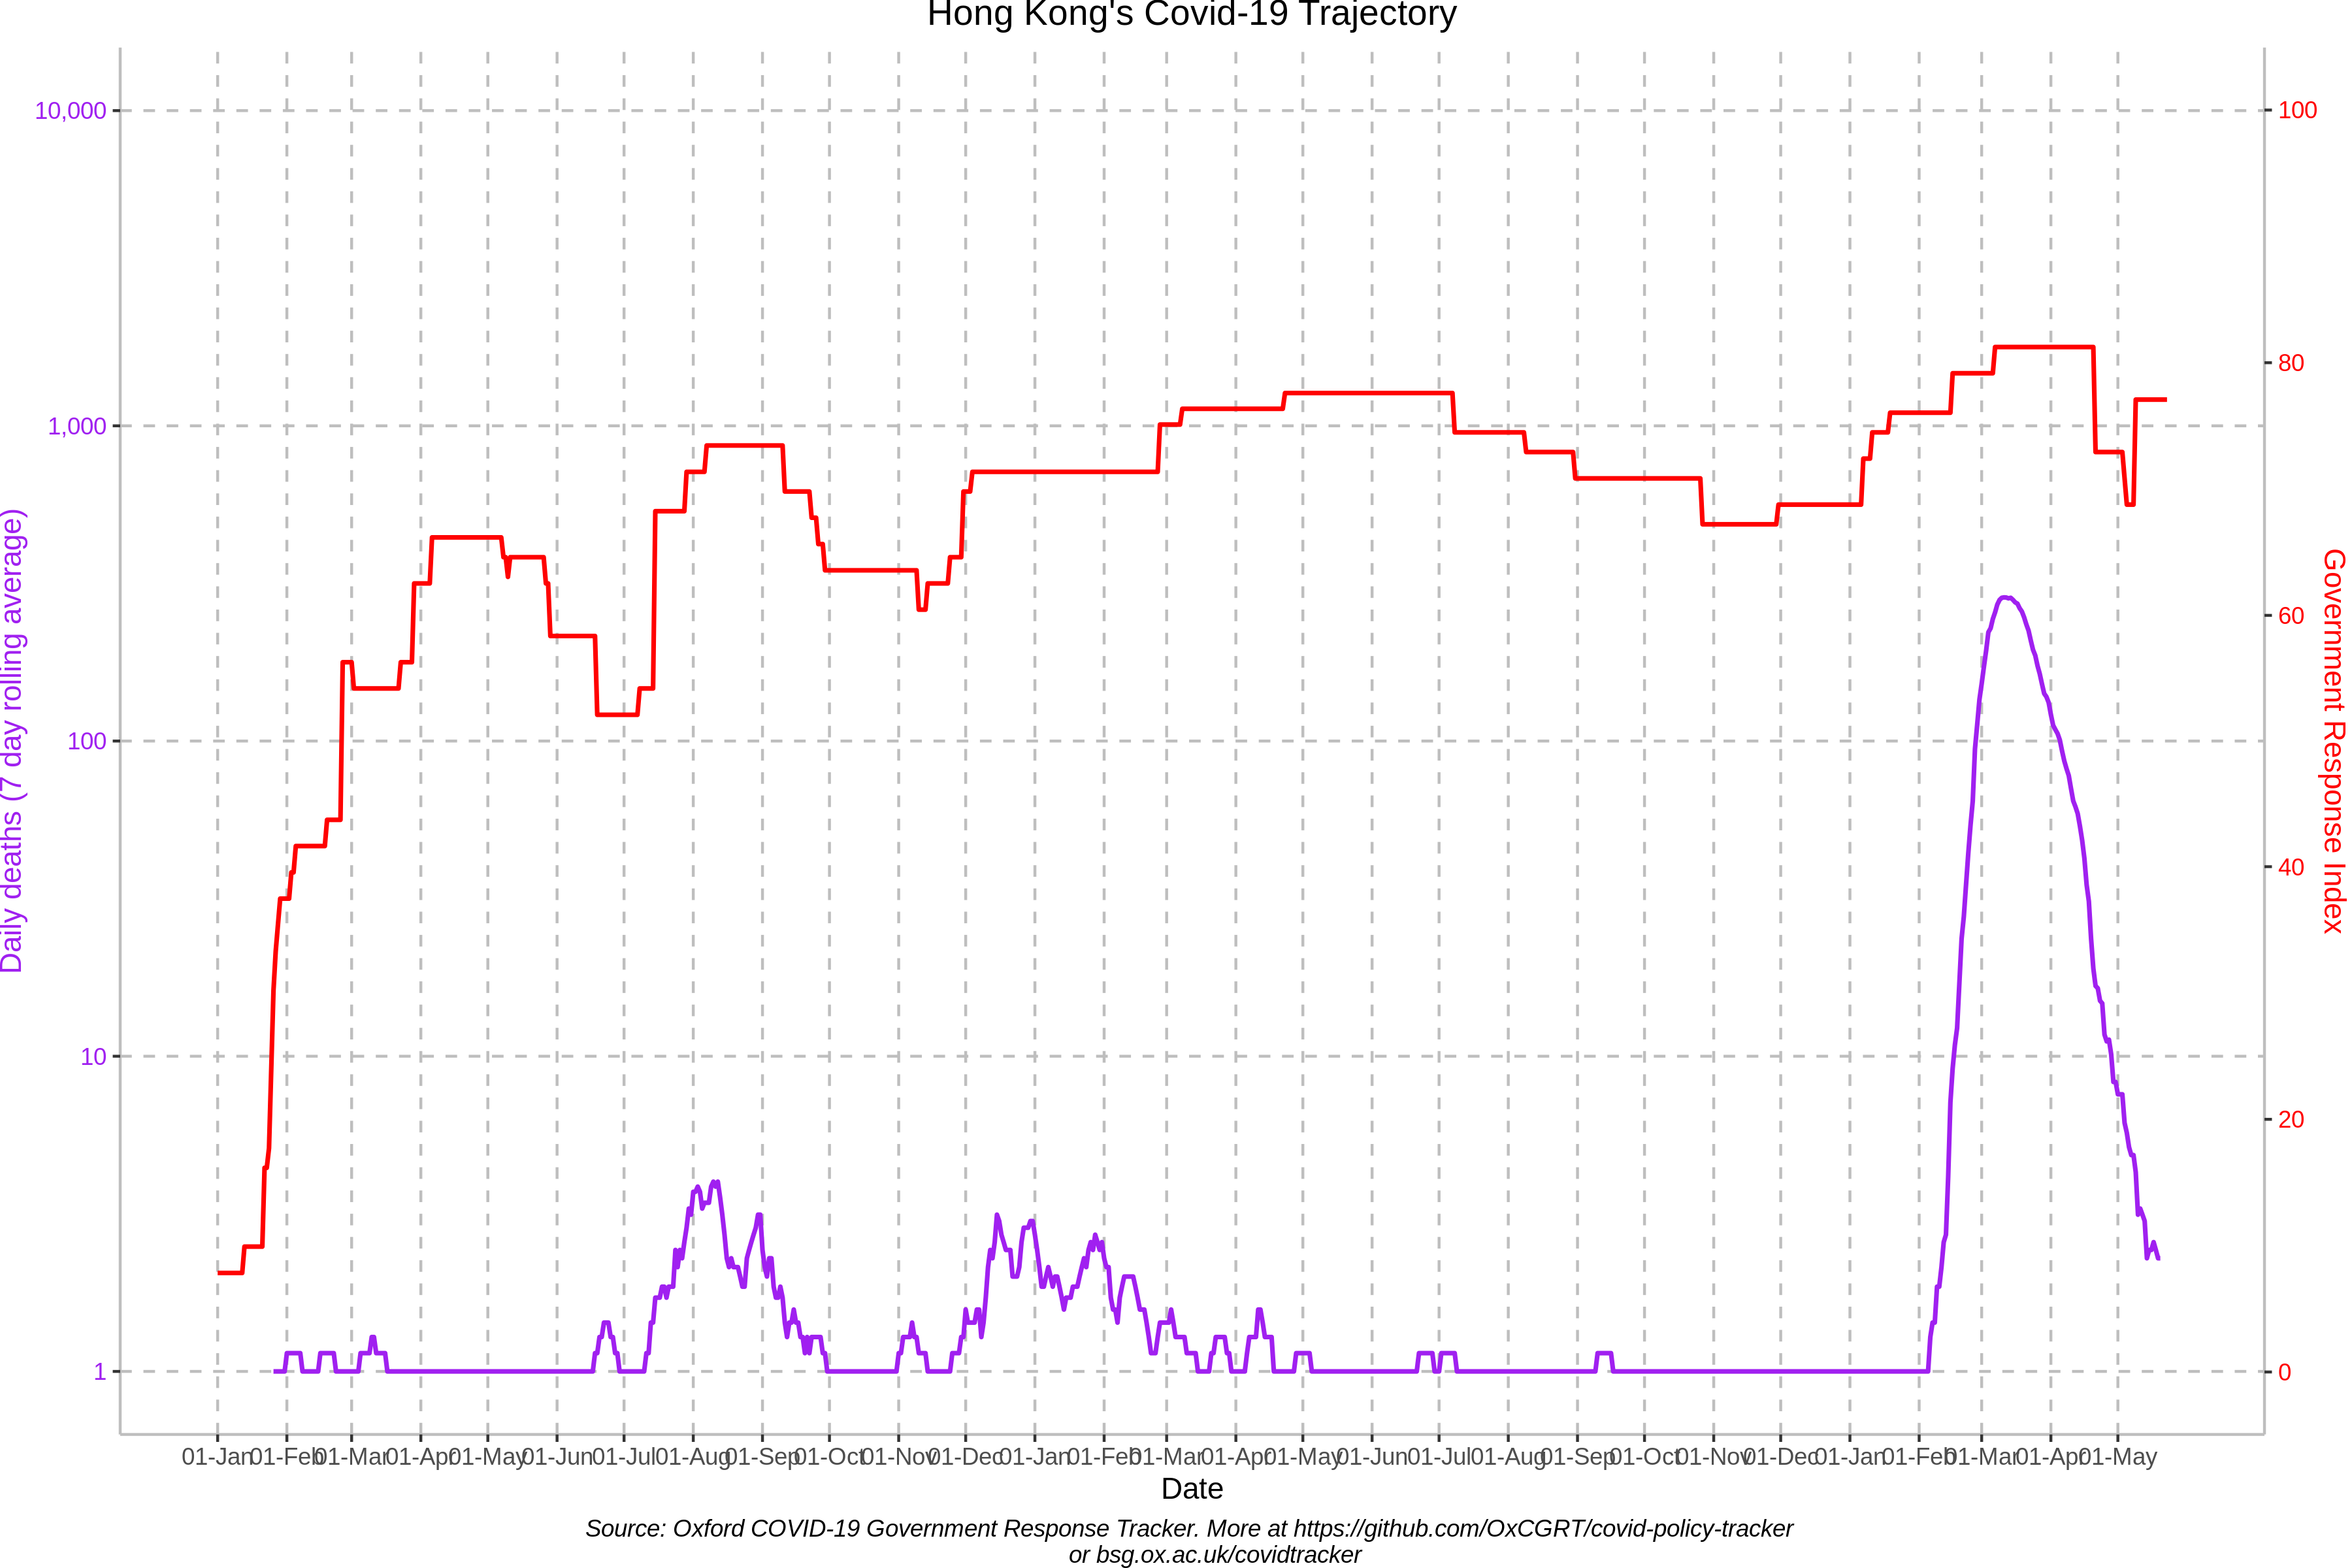 Hong Kong's Covid-19 Trajectory
10,000
1,000
100
10
1
Daily deaths (7 day rolling average)
100
80
60
40
20
0
Government Response Index
01-Jan 01-Feb 01-Mar 01-Apr 01-May 01-Jun 01-Jul 01-Aug 01-Sep 01-Oct 01-Nov 01-Dec 01-Jan 01-Feb 01-Mar 01-Apr 01-May 01-Jun 01-Jul 01-Aug 01-Sep 01-Oct 01-Nov 01-Dec 01-Jan 01-Feb 01-Mar 01-Apr 01-May
Date
Source: Oxford COVID-19 Government Response Tracker. More at https://github.com/OxCGRT/covid-policy-tracker
or bsg.ox.ac.uk/covidtracker